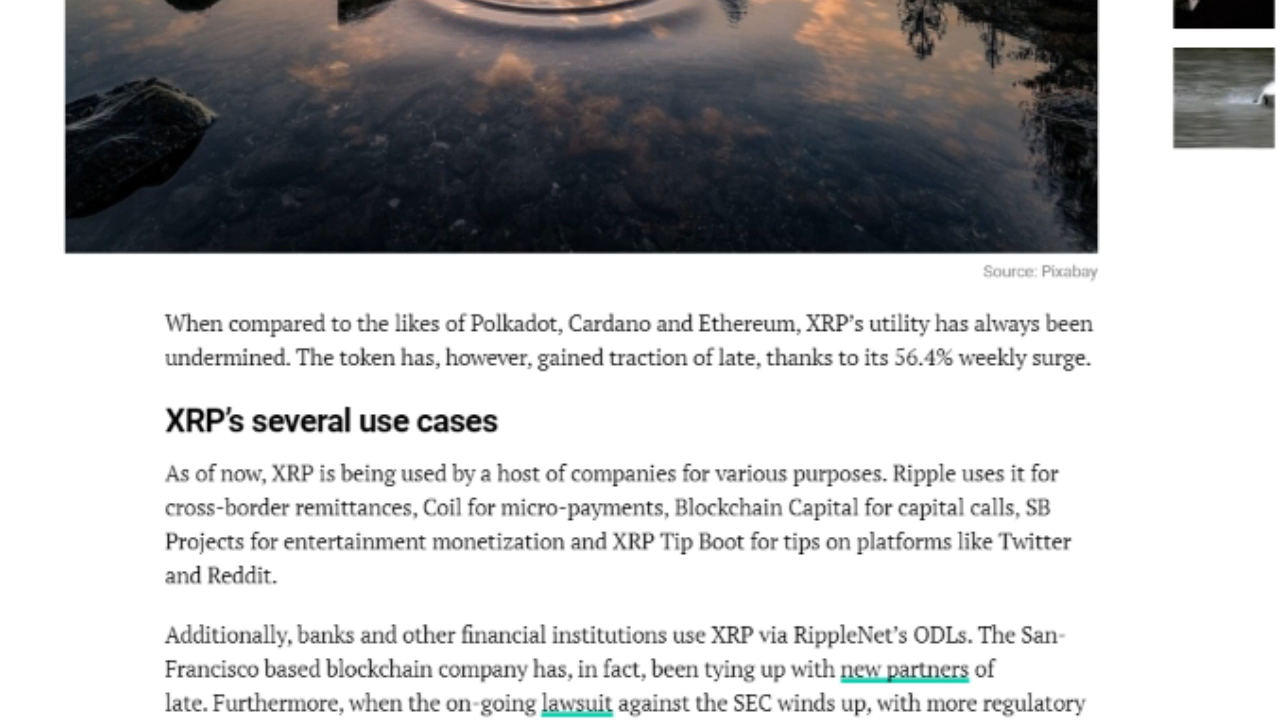 Source: Pixabay
When compared to the likes of Polkadot, Cardano and Ethereum, XRP’s utility has always been
undermined. The token has, however, gained traction of late, thanks to its 56.4% weekly surge.
XRP’s several use cases
As of now, XRP is being used by a host of companies for various purposes. Ripple uses it for
cross-border remittances, Coil for micro-payments, Blockchain Capital for capital calls, SB
Projects for entertainment monetization and XRP Tip Boot for tips on platforms like Twitter
and Reddit.
Additionally, banks and other financial institutions use XRP via RippleNet’s ODLs. The San-
Francisco based blockchain company has, in fact, been tying up with new partners of
late. Furthermore, when the on-going lawsuit against the SEC winds up, with more regulatory